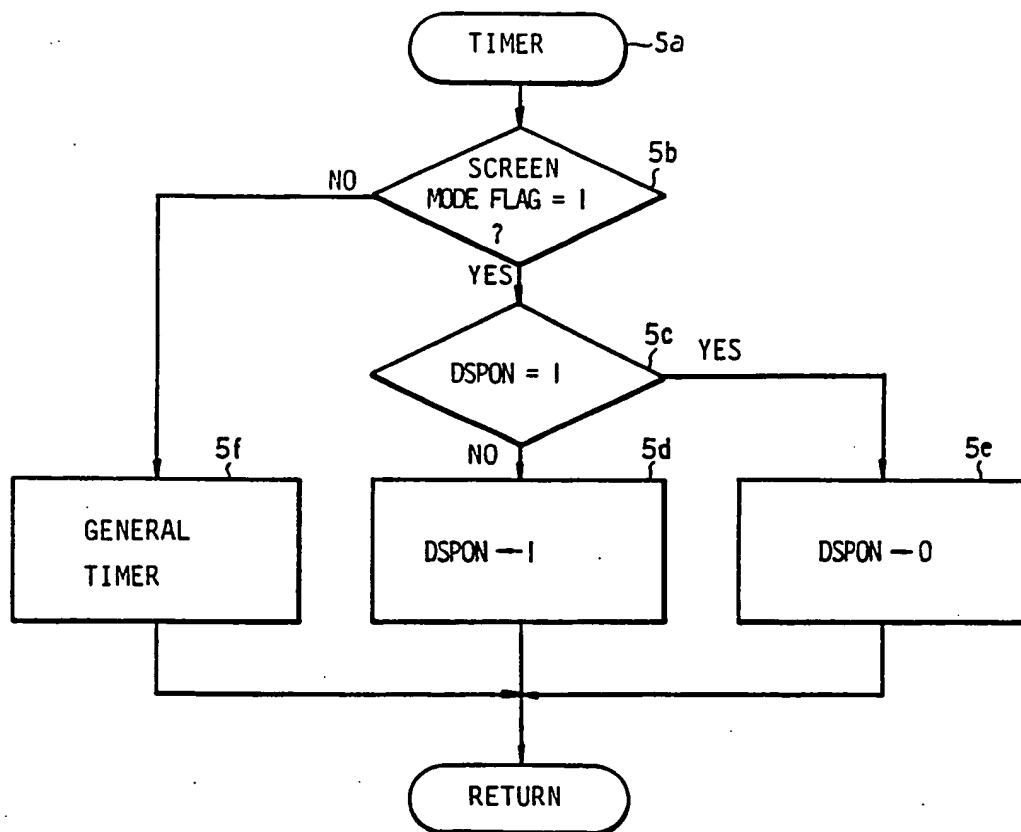 TIMER
5a
SCREEN
MODE FLAG = 1
?
5b
NO
YES
DSPON = 1
5c
YES
NO
5f
5d
5e
GENERAL
TIMER
DSPON ← 1
DSPON ← 0
RETURN